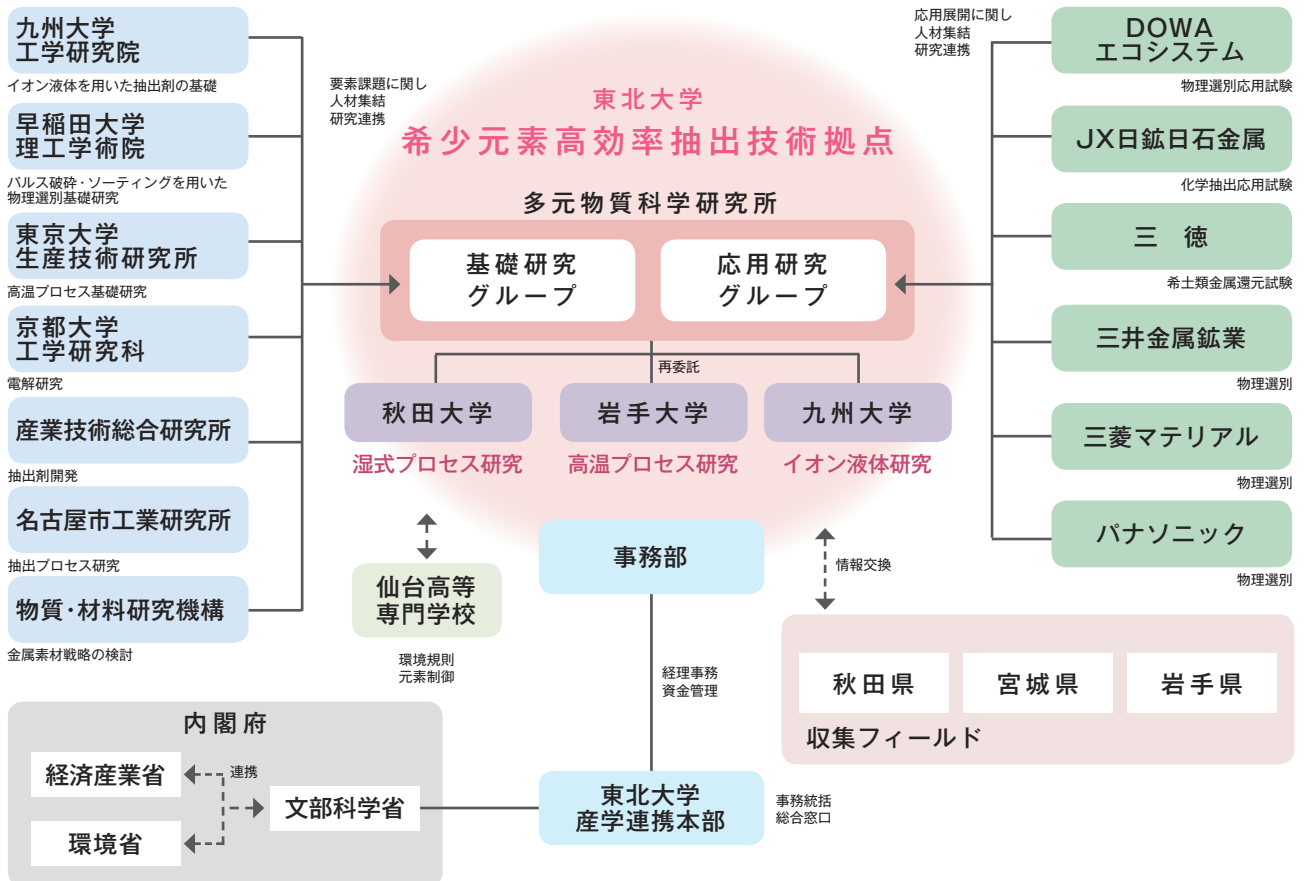 九州大学
工学研究院
イオン液体を用いた抽出剤の基礎
早稲田大学
理工学術院
パルス破砕・ソーティングを用いた
物理選別基礎研究
東京大学
生産技術研究所
高温プロセス基礎研究
京都大学
工学研究科
電解研究
産業技術総合研究所
抽出剤開発
名古屋市工業研究所
抽出プロセス研究
物質・材料研究機構
金属素材戦略の検討
要素課題に関し
人材集結
研究連携
東北大学
希少元素高効率抽出技術拠点
多元物質科学研究所
基礎研究
グループ
応用研究
グループ
再委託
秋田大学
湿式プロセス研究
岩手大学
高温プロセス研究
九州大学
イオン液体研究
応用展開に関し
人材集結
研究連携
DOWA
エコシステム
物理選別応用試験
JX日鉱日石金属
化学抽出応用試験
三 徳
希土類金属還元試験
三井金属鉱業
物理選別
三菱マテリアル
物理選別
パナソニック
物理選別
仙台高等
専門学校
環境規則
元素制御
事務部
情報交換
経理事務
資金管理
秋田県
宮城県
岩手県
収集フィールド
内閣府
経済産業省
連携
環境省
文部科学省
東北大学
産学連携本部
事務統括
総合窓口